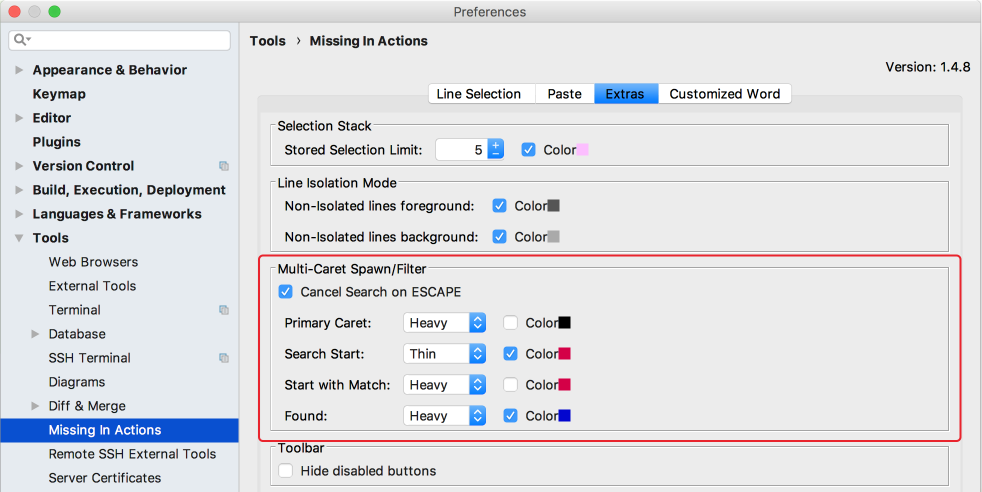 Preferences
Tools › Missing In Actions
Version: 1.4.8
Appearance & Behavior
Keymap
Editor
Plugins
Version Control
Build, Execution, Deployment
Languages & Frameworks
Tools
Web Browsers
External Tools
Terminal
Database
SSH Terminal
Diagrams
Diff & Merge
Missing In Actions
Remote SSH External Tools
Server Certificates
Line Selection Paste Extras Customized Word
Selection Stack
Stored Selection Limit: 5 Color
Line Isolation Mode
Non-Isolated lines foreground: Color
Non-Isolated lines background: Color
Multi-Caret Spawn/Filter
Cancel Search on ESCAPE
Primary Caret: Heavy Color
Search Start: Thin Color
Start with Match: Heavy Color
Found: Heavy Color
Toolbar
Hide disabled buttons